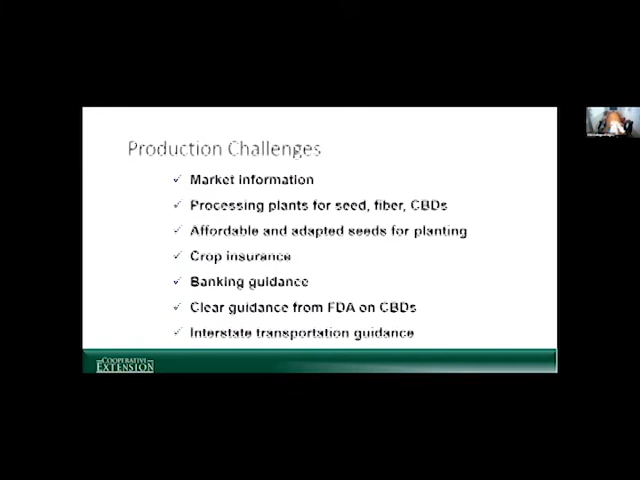 Production Challenges
✓ Market information
✓ Processing plants for seed, fiber, CBDs
✓ Affordable and adapted seeds for planting
✓ Crop insurance
✓ Banking guidance
✓ Clear guidance from FDA on CBDs
✓ Interstate transportation guidance
COOPERATIVE
EXTENSION